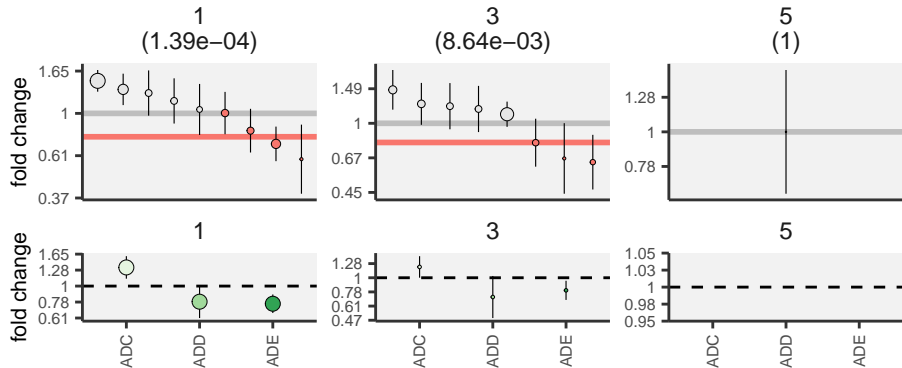 1
(1.39e−04)
3
(8.64e−03)
5
(1)
fold change
1.65
1
0.61
0.37
1.49
1
0.67
0.45
1.28
1
0.78
1
3
5
fold change
1.65
1.28
1
0.78
0.61
1.28
1
0.78
0.61
0.47
1.05
1.03
1
0.98
0.95
ADC
ADD
ADE
ADC
ADD
ADE
ADC
ADD
ADE